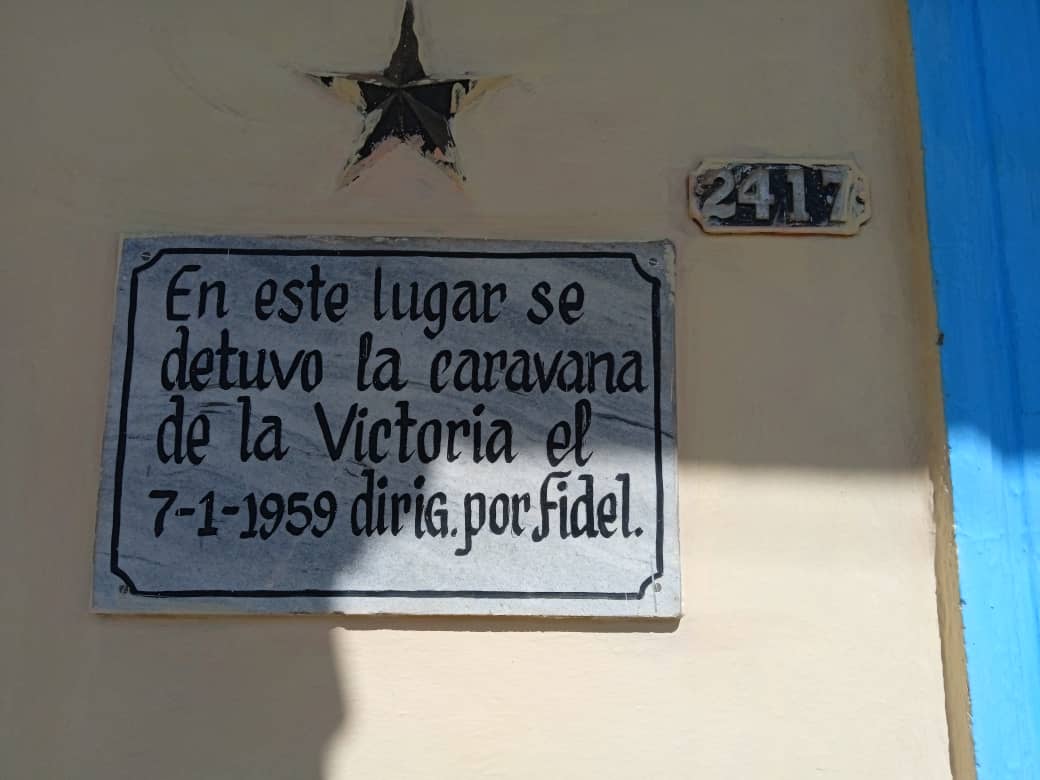 2417
En este lugar se
detuvo la caravana
de la Victoria el
7-1-1959 dirig. por Fidel.